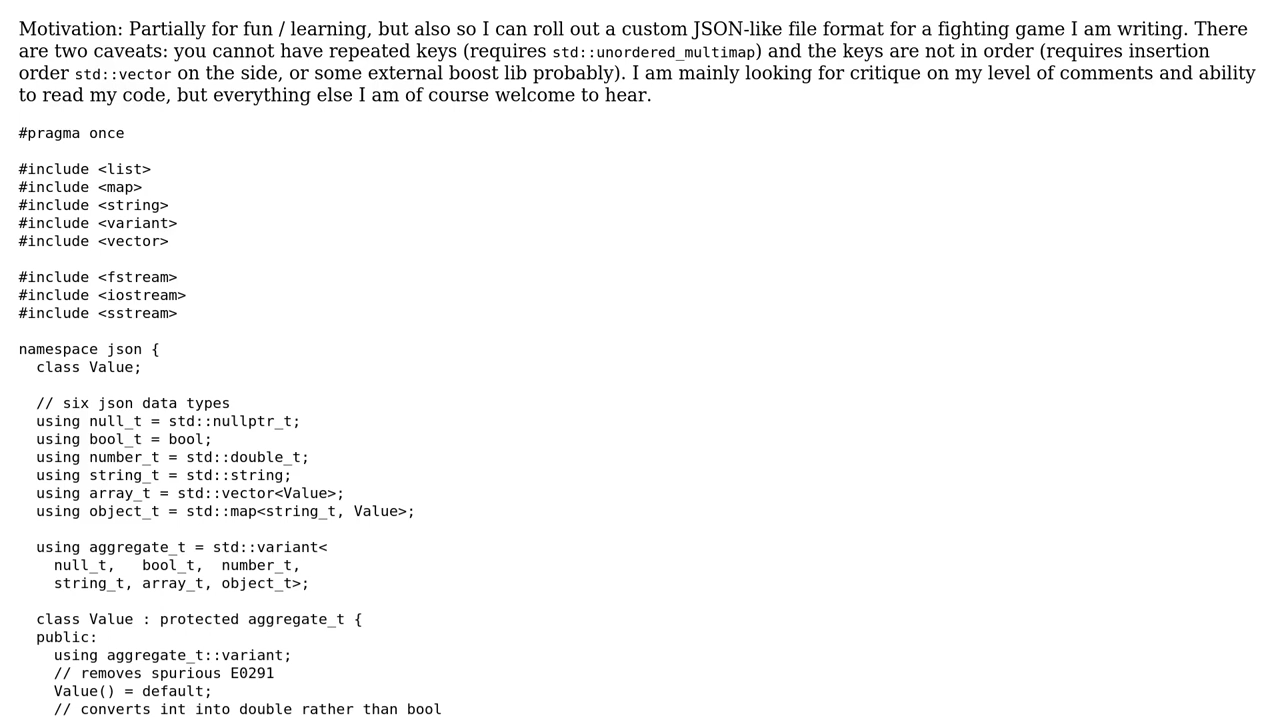 Motivation: Partially for fun / learning, but also so I can roll out a custom JSON-like file format for a fighting game I am writing. There
are two caveats: you cannot have repeated keys (requires std::unordered_multimap) and the keys are not in order (requires insertion
order std::vector on the side, or some external boost lib probably). I am mainly looking for critique on my level of comments and ability
to read my code, but everything else I am of course welcome to hear.
#pragma once
#include <list>
#include <map>
#include <string>
#include <variant>
#include <vector>
#include <fstream>
#include <iostream>
#include <sstream>
namespace json {
  class Value;
  // six json data types
  using null_t = std::nullptr_t;
  using bool_t = bool;
  using number_t = std::double_t;
  using string_t = std::string;
  using array_t = std::vector<Value>;
  using object_t = std::map<string_t, Value>;
  using aggregate_t = std::variant<
    null_t,   bool_t,  number_t,
    string_t, array_t, object_t>;
  class Value : protected aggregate_t {
  public:
    using aggregate_t::variant;
    // removes spurious E0291
    Value() = default;
    // converts int into double rather than bool